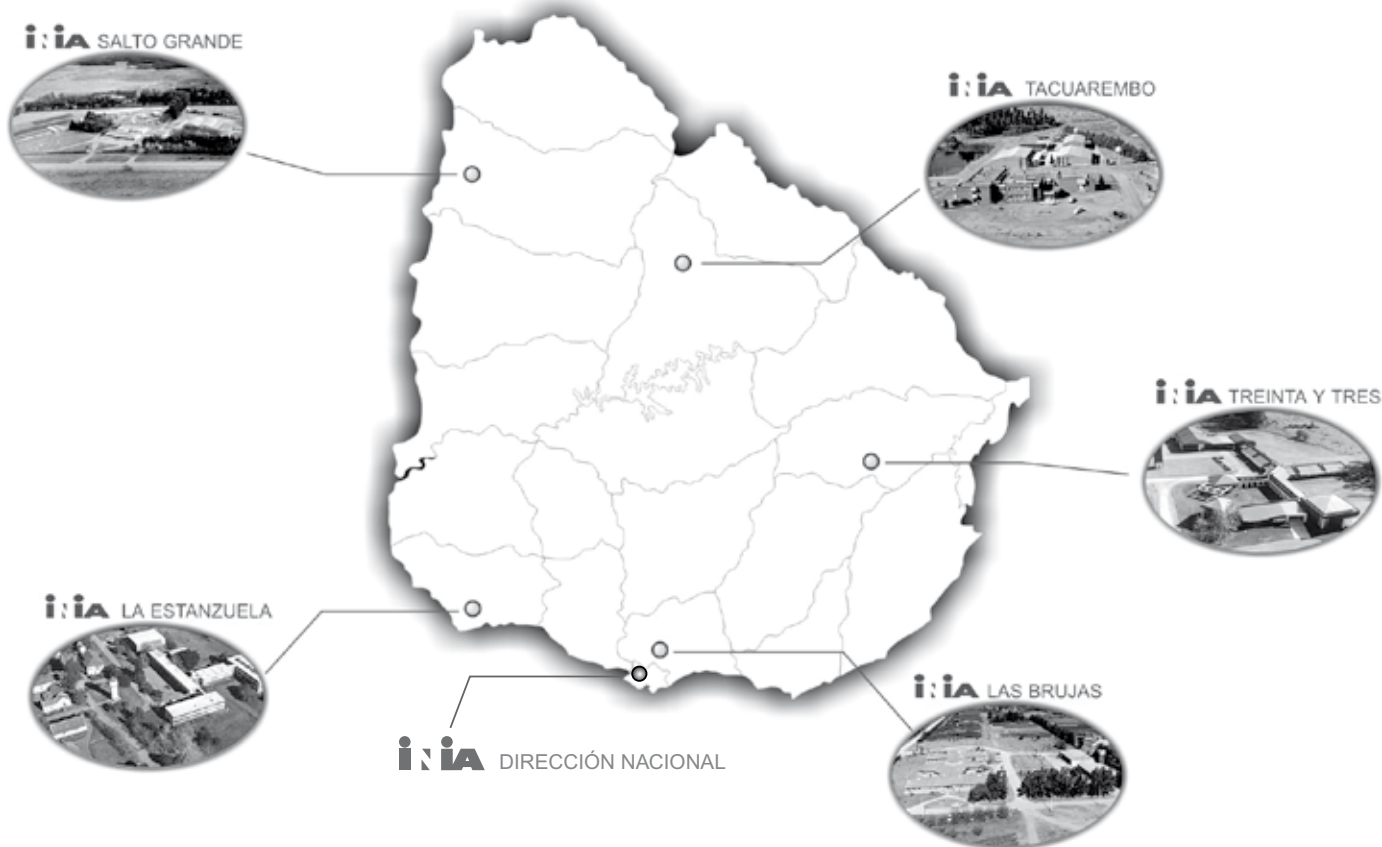 inia SALTO GRANDE
inia TACUAREMBO
inia TREINTA Y TRES
inia LA ESTANZUELA
inia LAS BRUJAS
inia DIRECCIÓN NACIONAL